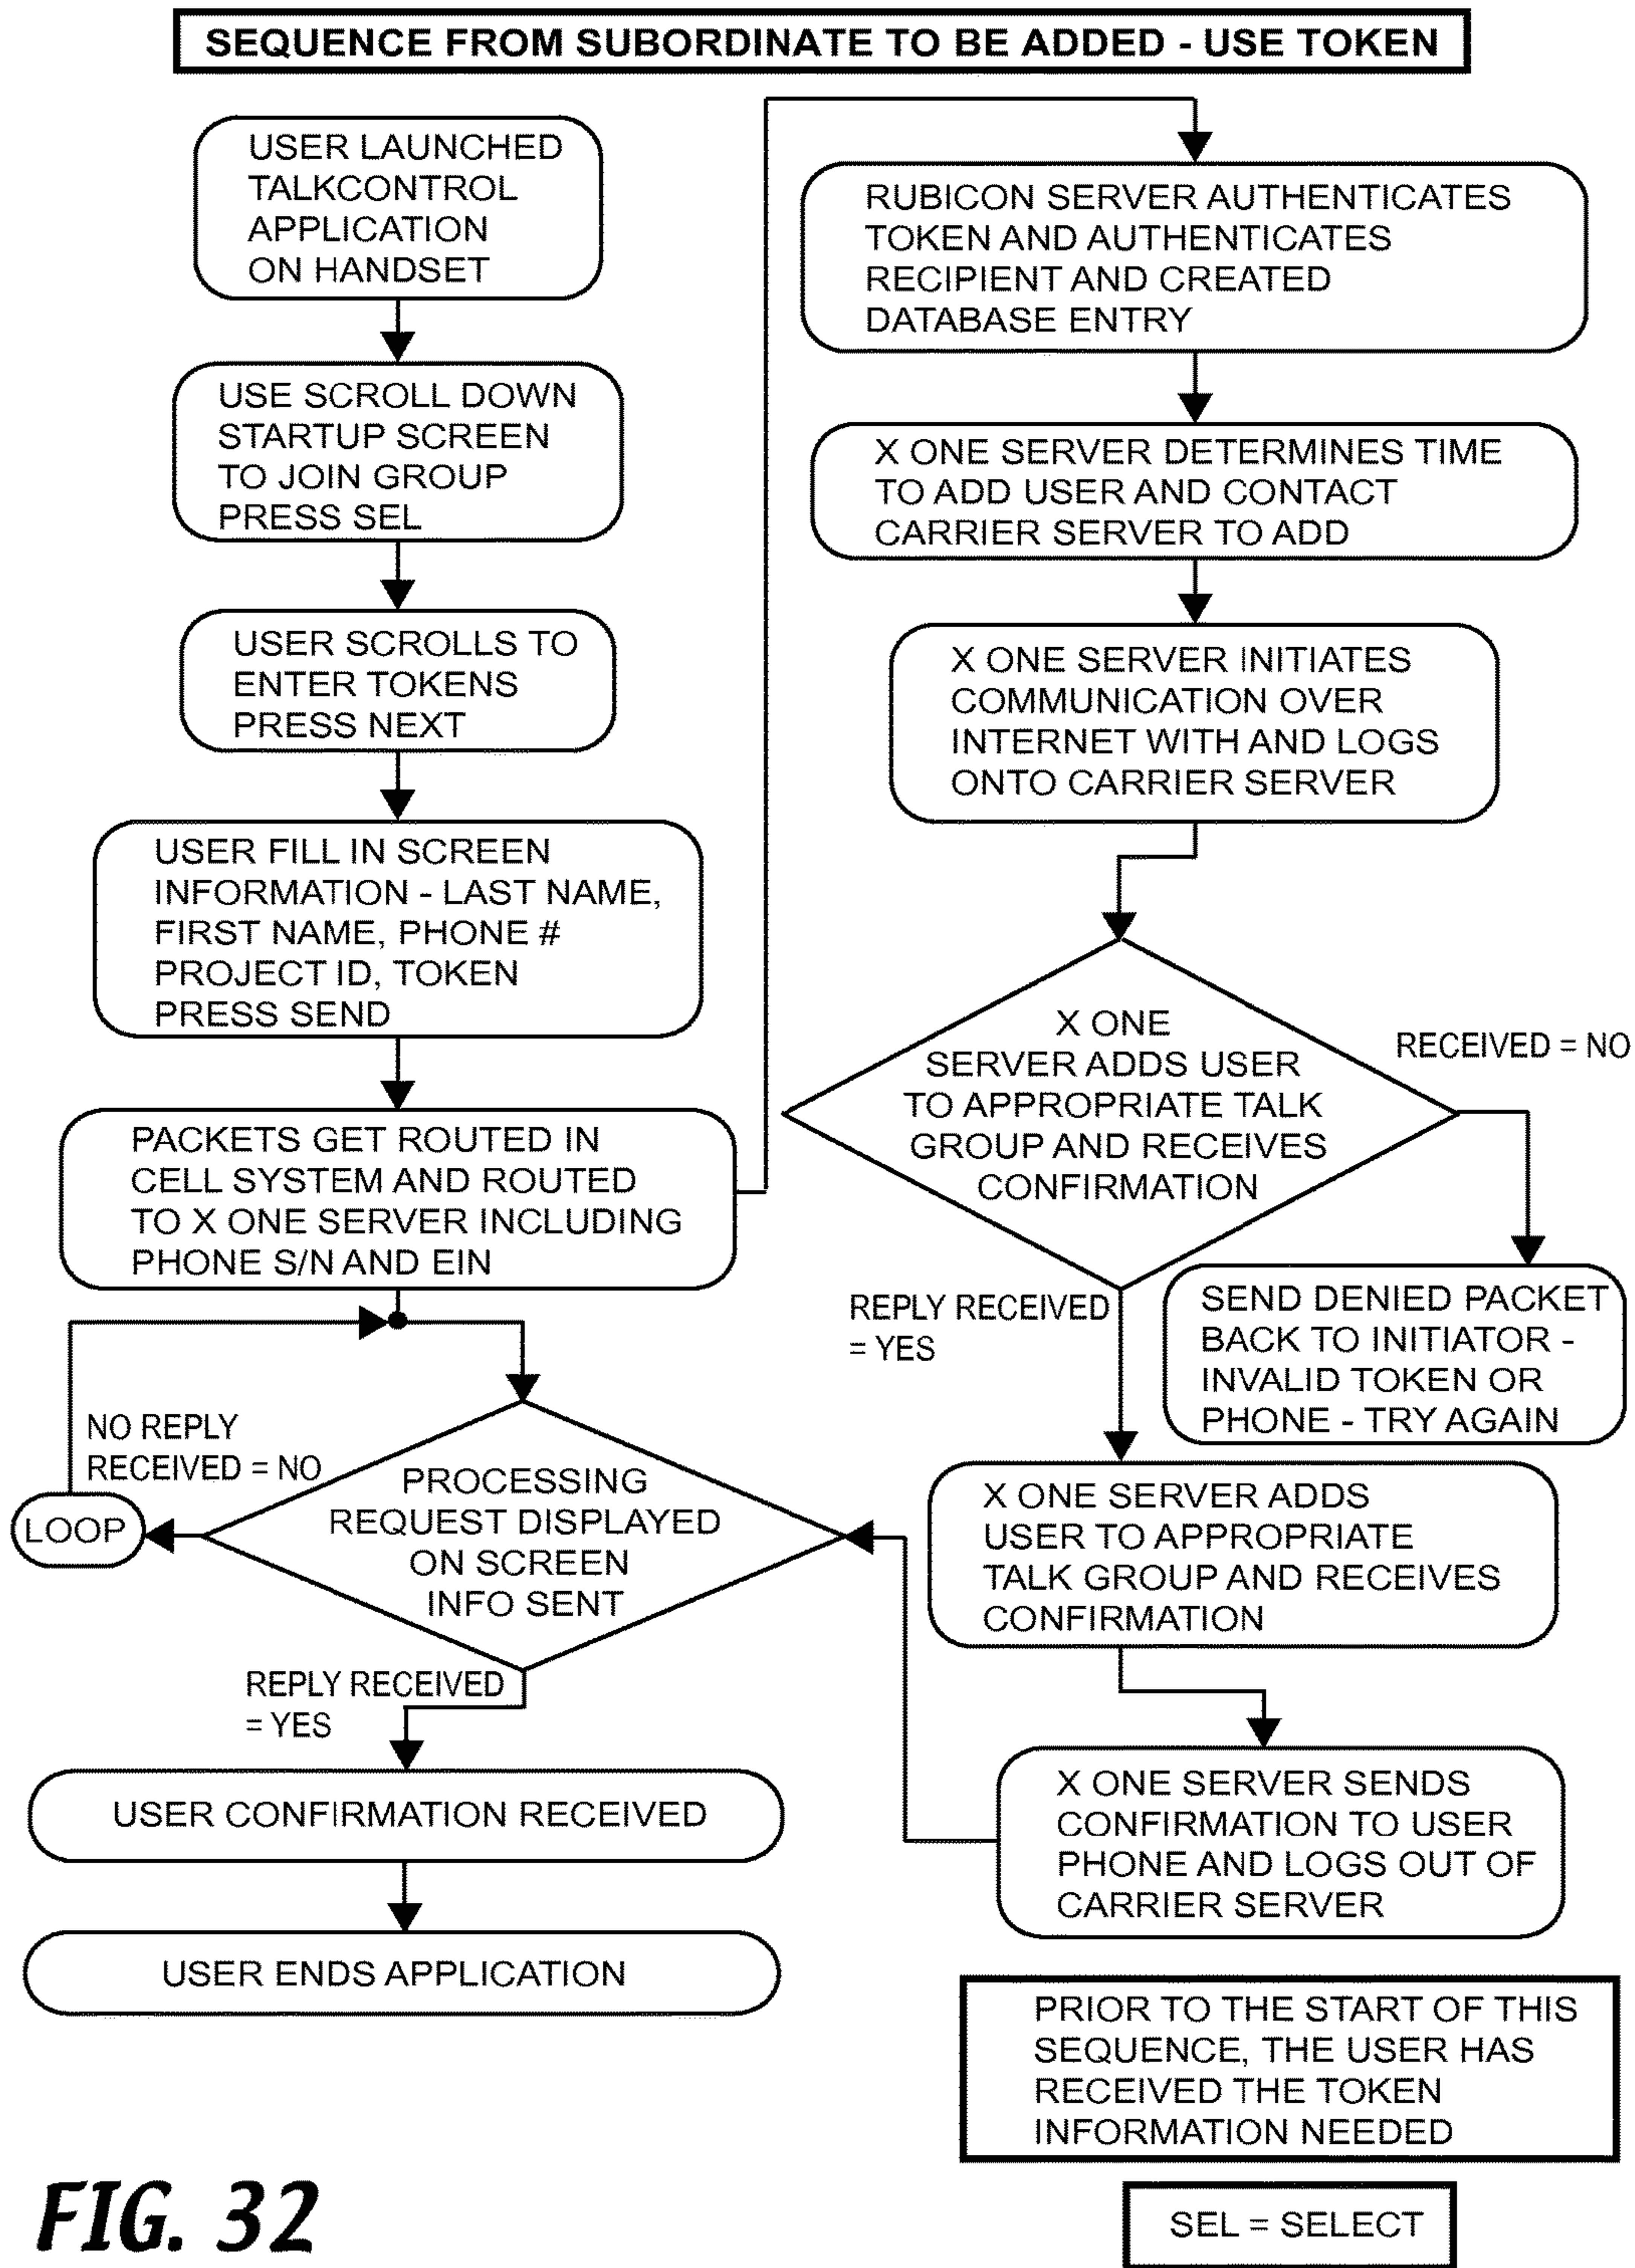 SEQUENCE FROM SUBORDINATE TO BE ADDED - USE TOKEN
USER LAUNCHED
TALKCONTROL
APPLICATION
ON HANDSET
USE SCROLL DOWN
STARTUP SCREEN
TO JOIN GROUP
PRESS SEL
USER SCROLLS TO
ENTER TOKENS
PRESS NEXT
USER FILL IN SCREEN
INFORMATION - LAST NAME,
FIRST NAME, PHONE #
PROJECT ID, TOKEN
PRESS SEND
PACKETS GET ROUTED IN
CELL SYSTEM AND ROUTED
TO X ONE SERVER INCLUDING
PHONE S/N AND EIN
NO REPLY
RECEIVED = NO
LOOP
PROCESSING
REQUEST DISPLAYED
ON SCREEN
INFO SENT
REPLY RECEIVED
= YES
USER CONFIRMATION RECEIVED
USER ENDS APPLICATION
RUBICON SERVER AUTHENTICATES
TOKEN AND AUTHENTICATES
RECIPIENT AND CREATED
DATABASE ENTRY
X ONE SERVER DETERMINES TIME
TO ADD USER AND CONTACT
CARRIER SERVER TO ADD
X ONE SERVER INITIATES
COMMUNICATION OVER
INTERNET WITH AND LOGS
ONTO CARRIER SERVER
X ONE
SERVER ADDS USER
TO APPROPRIATE TALK
GROUP AND RECEIVES
CONFIRMATION
RECEIVED = NO
SEND DENIED PACKET
BACK TO INITIATOR -
INVALID TOKEN OR
PHONE - TRY AGAIN
REPLY RECEIVED
= YES
X ONE SERVER ADDS
USER TO APPROPRIATE
TALK GROUP AND RECEIVES
CONFIRMATION
X ONE SERVER SENDS
CONFIRMATION TO USER
PHONE AND LOGS OUT OF
CARRIER SERVER
PRIOR TO THE START OF THIS
SEQUENCE, THE USER HAS
RECEIVED THE TOKEN
INFORMATION NEEDED
SEL = SELECT
FIG. 32